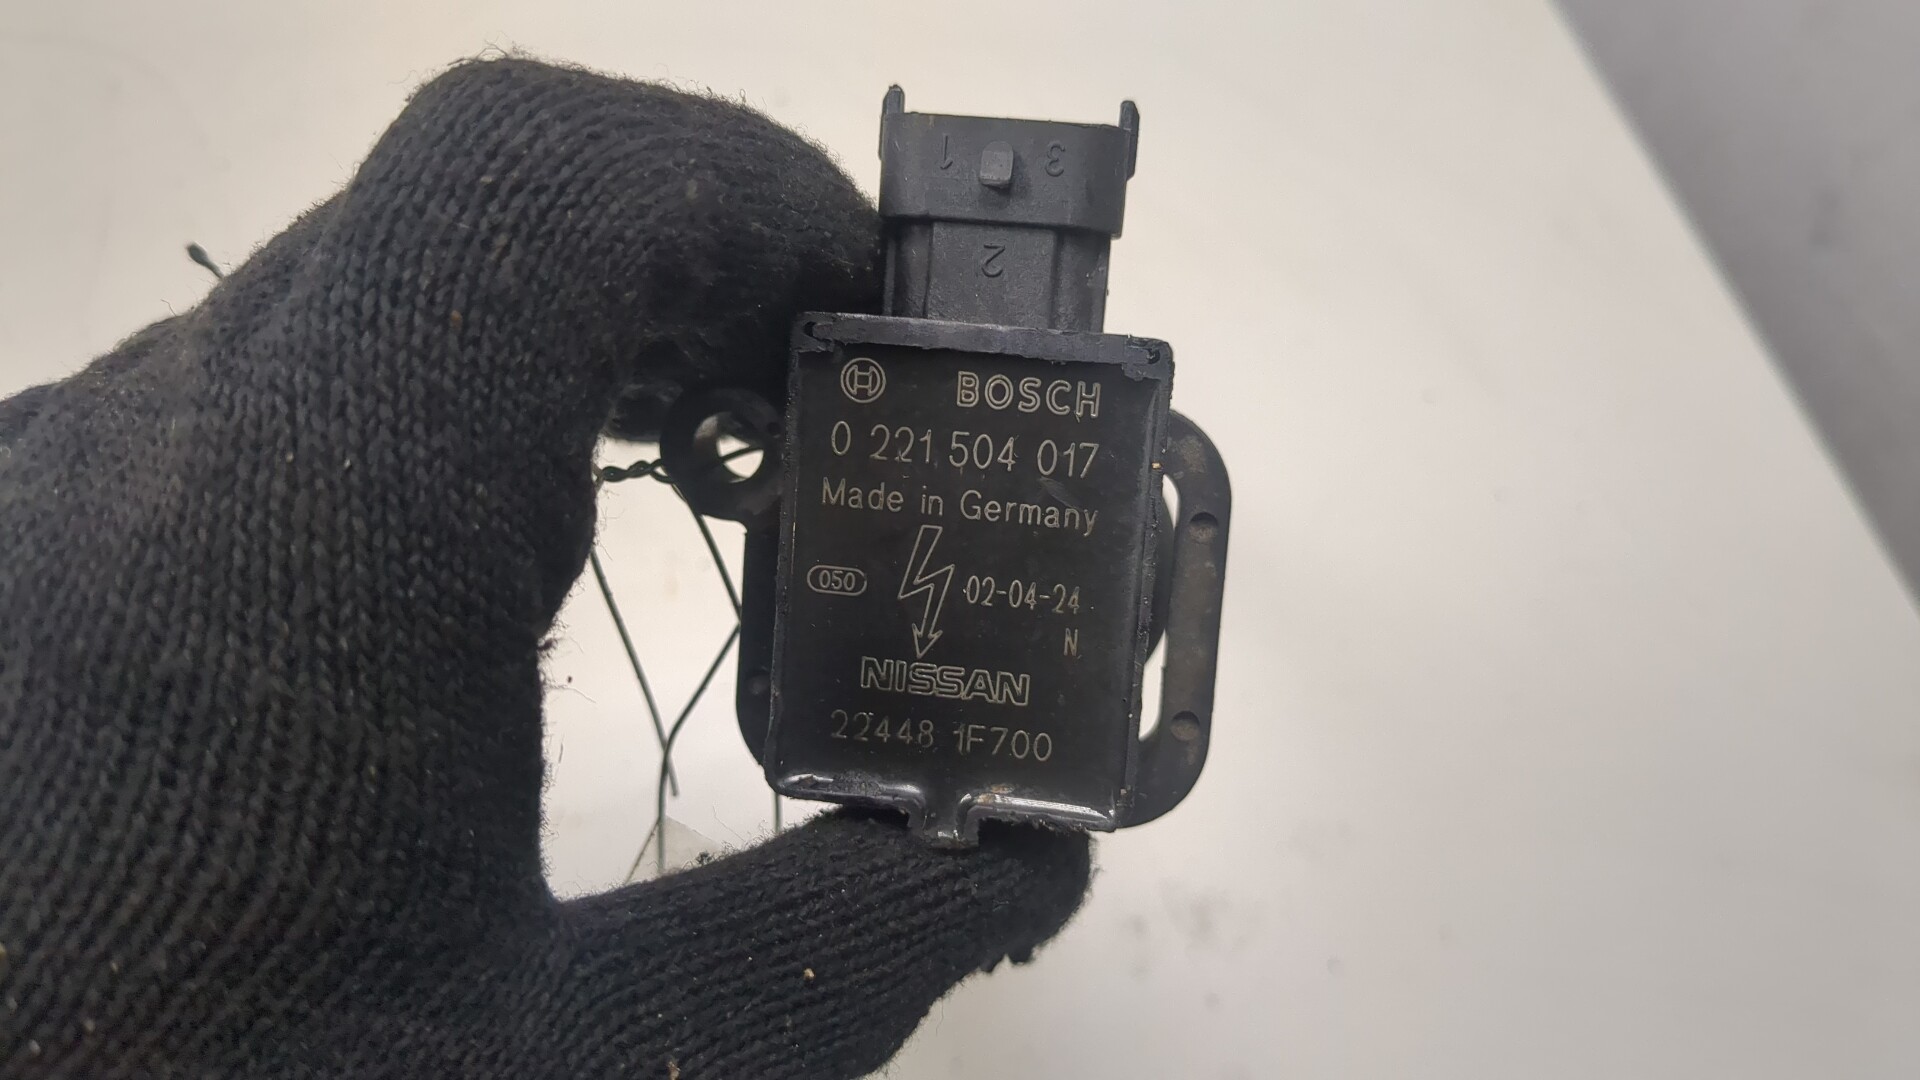 1 3
2
BOSCH
0 221 504 017
Made in Germany
050 02-04-24
N
NISSAN
22448 1F700